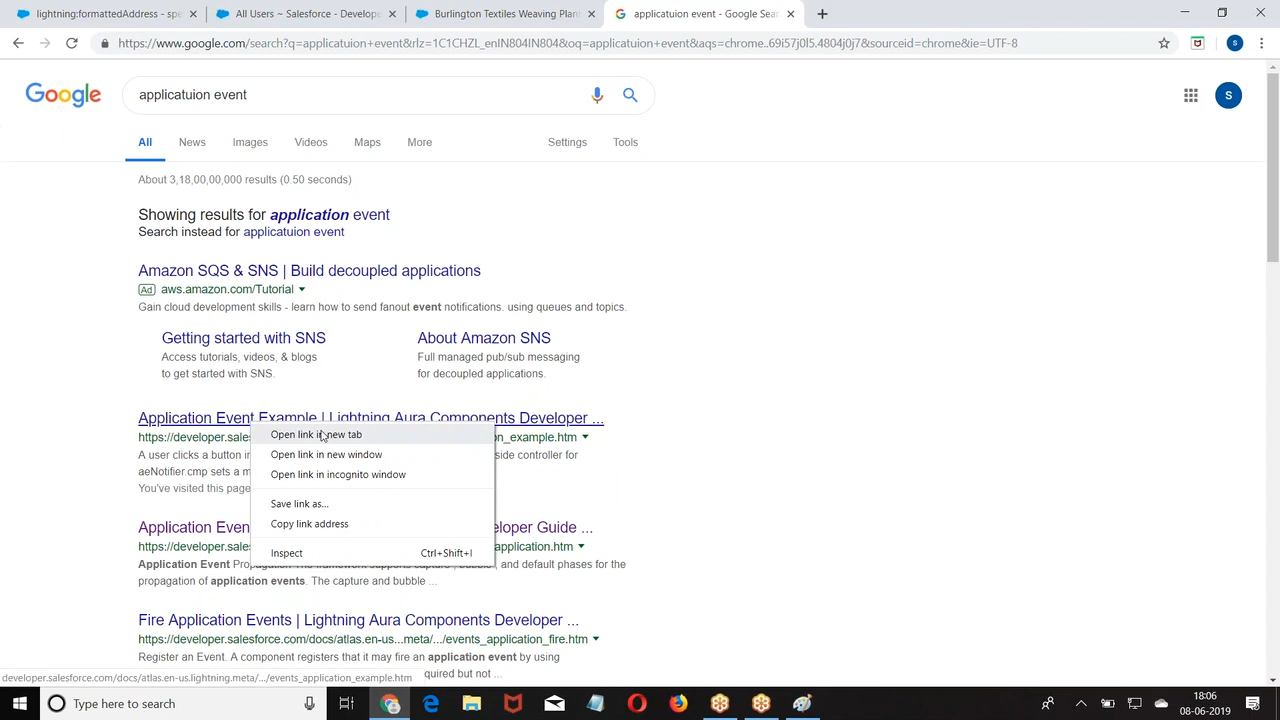 lightning:formattedAddress - spe
All Users ~ Salesforce - Develope
Burlington Textiles Weaving Plan
applicatuion event - Google Sea
https://www.google.com/search?q=applicatuion+event&rlz=1C1CHZL_enIN804IN804&oq=applicatuion+event&aqs=chrome..69i57j0l5.4804j0j7&sourceid=chrome&ie=UTF-8
S
Google
applicatuion event
S
All
News
Images
Videos
Maps
More
Settings
Tools
About 3,18,00,00,000 results (0.50 seconds)
Showing results for application event
Search instead for applicatuion event
Amazon SQS & SNS | Build decoupled applications
Ad aws.amazon.com/Tutorial
Gain cloud development skills - learn how to send fanout event notifications. using queues and topics.
Getting started with SNS
Access tutorials, videos, & blogs
to get started with SNS.
About Amazon SNS
Full managed pub/sub messaging
for decoupled applications.
Application Event Example | Lightning Aura Components Developer ...
https://developer.sales
n_example.htm
A user clicks a button i
side controller for
aeNotifier.cmp sets a m
You've visited this page
Open link in new tab
Open link in new window
Open link in incognito window
Save link as...
Copy link address
Inspect
Ctrl+Shift+I
Application Even
eloper Guide ...
https://developer.sales
application.htm
Application Event Propagation The framework supports capture , bubble , and default phases for the
propagation of application events. The capture and bubble ...
Fire Application Events | Lightning Aura Components Developer ...
https://developer.salesforce.com/docs/atlas.en-us...meta/.../events_application_fire.htm
Register an Event. A component registers that it may fire an application event by using
quired but not ...
developer.salesforce.com/docs/atlas.en-us.lightning.meta/.../events_application_example.htm
Type here to search
18:06
08-06-2019